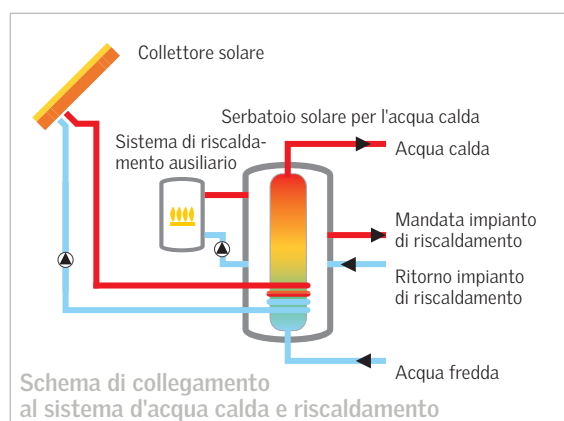 Collettore solare
Serbatoio solare per l'acqua calda
Sistema di riscalda-
mento ausiliario
Acqua calda
Mandata impianto
di riscaldamento
Ritorno impianto
di riscaldamento
Acqua fredda
Schema di collegamento
al sistema d'acqua calda e riscaldamento